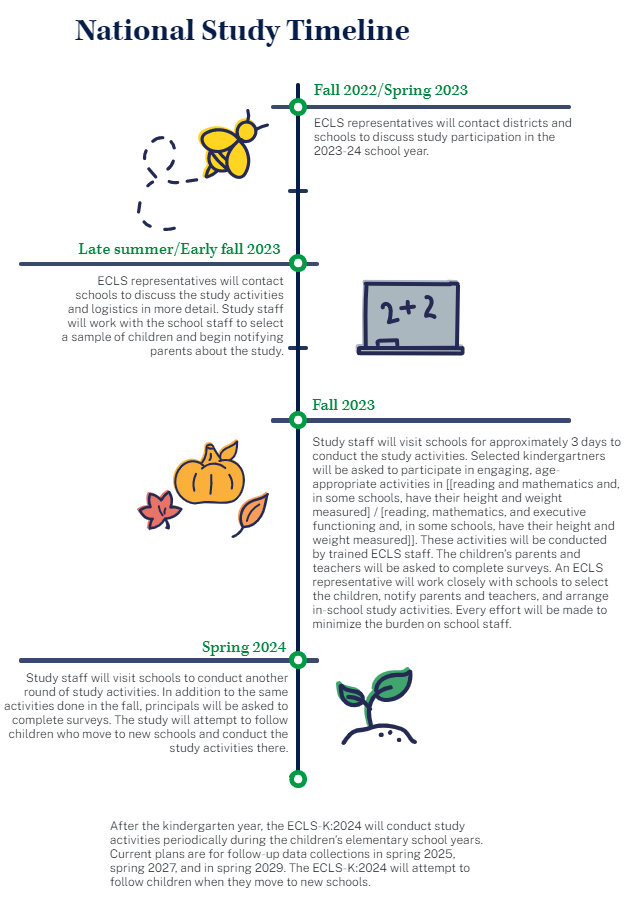 National Study Timeline
Fall 2022/Spring 2023
ECLS representatives will contact districts and
schools to discuss study participation in the
2023-24 school year.
Late summer/Early fall 2023
ECLS representatives will contact
schools to discuss the study activities
and logistics in more detail. Study staff
will work with the school staff to select
a sample of children and begin notifying
parents about the study.
2+2
Fall 2023
Study staff will visit schools for approximately 3 days to
conduct the study activities. Selected kindergartners
will be asked to participate in engaging, age-
appropriate activities in [[reading and mathematics and,
in some schools, have their height and weight
measured] / [reading, mathematics, and executive
functioning and, in some schools, have their height and
weight measured]]. These activities will be conducted
by trained ECLS staff. The children's parents and
teachers will be asked to complete surveys. An ECLS
representative will work closely with schools to select
the children, notify parents and teachers, and arrange
in-school study activities. Every effort will be made to
minimize the burden on school staff.
Spring 2024
Study staff will visit schools to conduct another
round of study activities. In addition to the same
activities done in the fall, principals will be asked to
complete surveys. The study will attempt to follow
children who move to new schools and conduct the
study activities there.
After the kindergarten year, the ECLS-K:2024 will conduct study
activities periodically during the children's elementary school years.
Current plans are for follow-up data collections in spring 2025,
spring 2027, and in spring 2029. The ECLS-K:2024 will attempt to
follow children when they move to new schools.